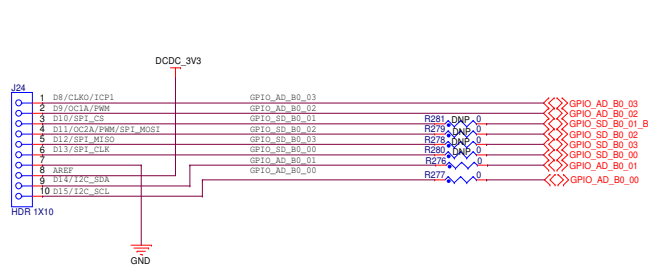 DCDC_3V3
J24
1 D8/CLKO/ICP1 GPIO_AD_B0_03 GPIO_AD_B0_03
2 D9/OC1A/PWM GPIO_AD_B0_02 GPIO_AD_B0_02
3 D10/SPI_CS GPIO_SD_B0_01 R281 DNP 0 GPIO_SD_B0_01_B
4 D11/OC2A/PWM/SPI_MOSI GPIO_SD_B0_02 R279 DNP 0 GPIO_SD_B0_02
5 D12/SPI_MISO GPIO_SD_B0_03 R278 DNP 0 GPIO_SD_B0_03
6 D13/SPI_CLK GPIO_SD_B0_00 R280 DNP 0 GPIO_SD_B0_00
7 GPIO_AD_B0_01 R276 0 GPIO_AD_B0_01
8 AREF GPIO_AD_B0_00
9 D14/I2C_SDA R277 0 GPIO_AD_B0_00
10 D15/I2C_SCL
HDR 1X10
GND